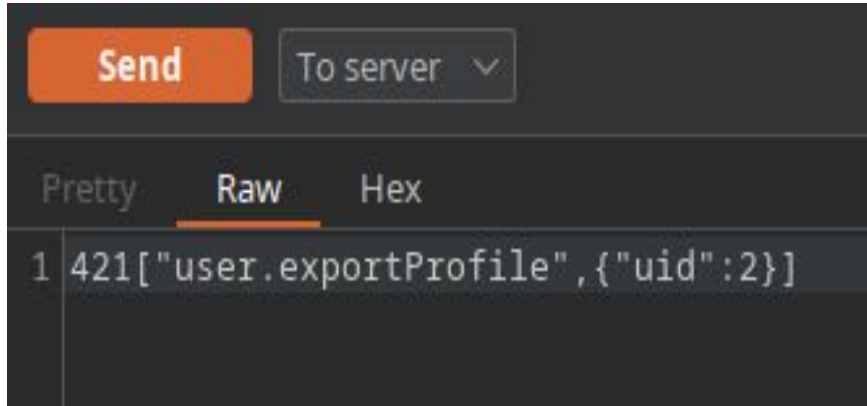 Send To server
Pretty Raw Hex
1 421["user.exportProfile",{"uid":2}]